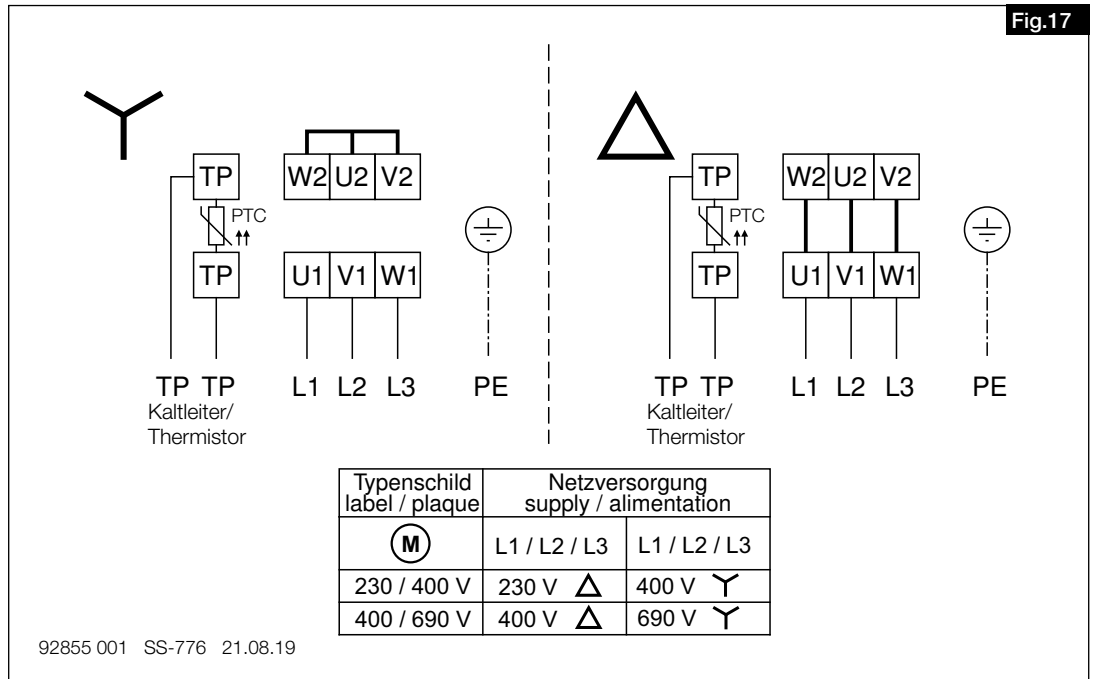 Fig.17
TP W2 U2 V2
PTC
TP U1 V1 W1
TP TP L1 L2 L3 PE
Kaltleiter/
Thermistor
TP W2 U2 V2
PTC
TP U1 V1 W1
TP TP L1 L2 L3 PE
Kaltleiter/
Thermistor
Typenschild Netzversorgung
label / plaque supply / alimentation
M L1 / L2 / L3 L1 / L2 / L3
230 / 400 V 230 V 400 V
400 / 690 V 400 V 690 V
92855 001 SS-776 21.08.19